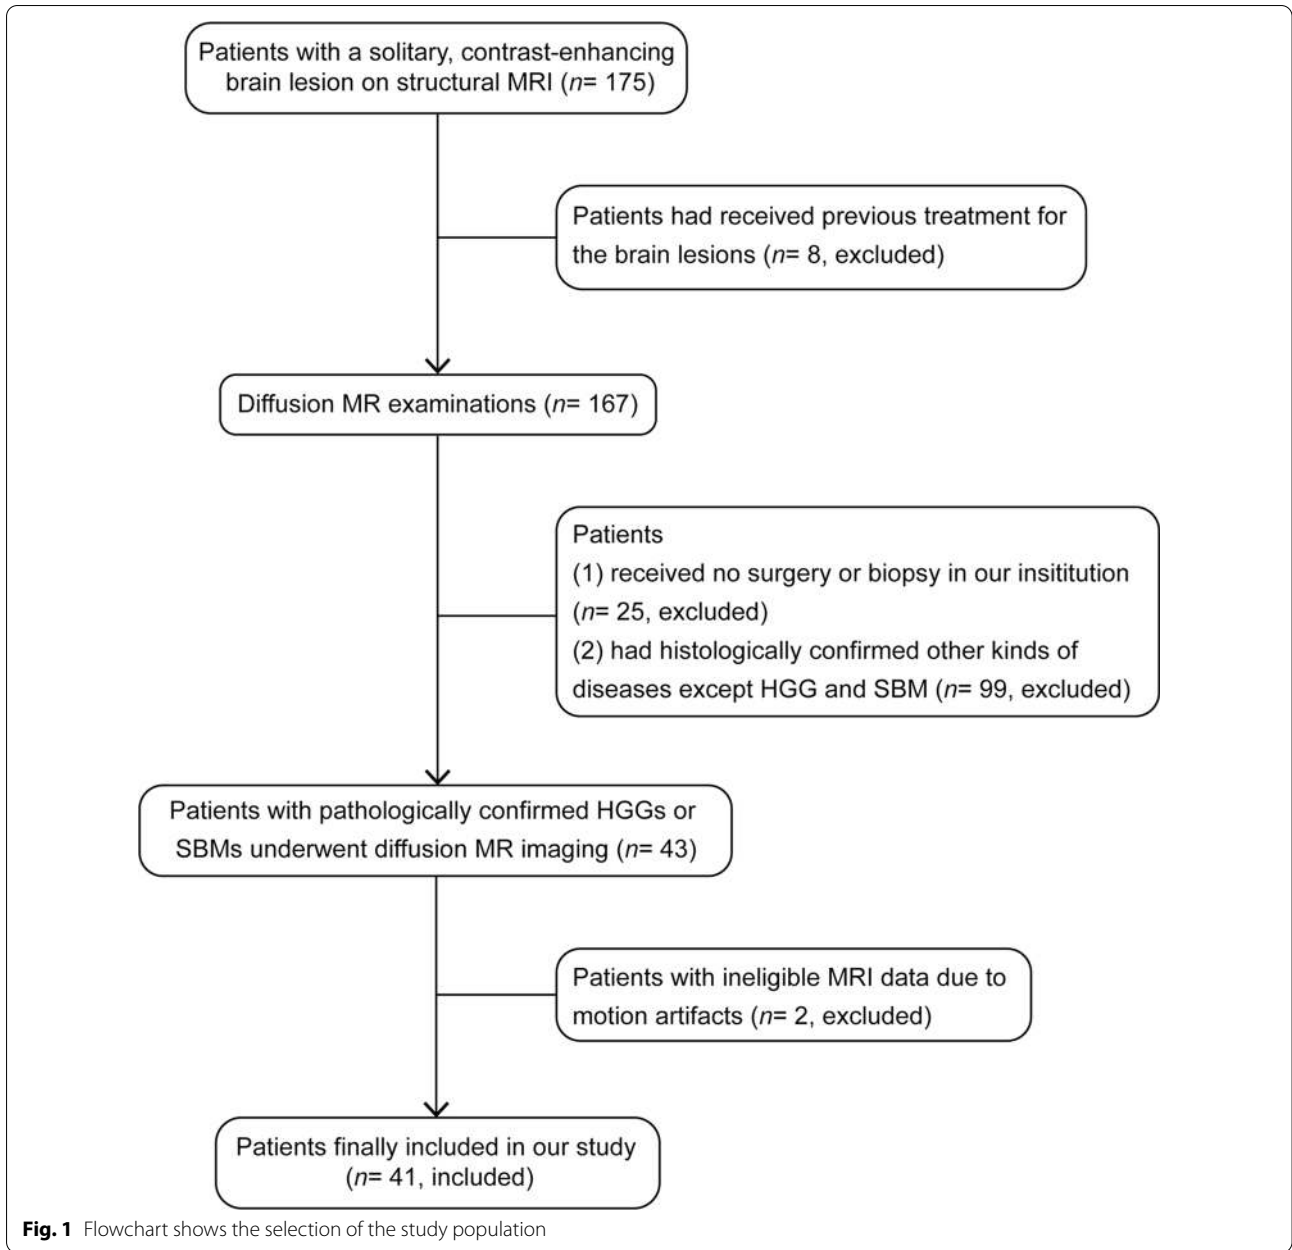 Patients with a solitary, contrast-enhancing
brain lesion on structural MRI (n= 175)
Patients had received previous treatment for
the brain lesions (n= 8, excluded)
Diffusion MR examinations (n= 167)
Patients
(1) received no surgery or biopsy in our insititution
(n= 25, excluded)
(2) had histologically confirmed other kinds of
diseases except HGG and SBM (n= 99, excluded)
Patients with pathologically confirmed HGGs or
SBMs underwent diffusion MR imaging (n= 43)
Patients with ineligible MRI data due to
motion artifacts (n= 2, excluded)
Patients finally included in our study
(n= 41, included)
Fig. 1 Flowchart shows the selection of the study population